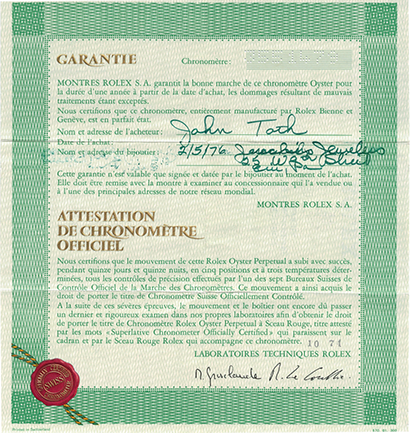 GARANTIE Chronomètre:
MONTRES ROLEX S.A. garantit la bonne marche de ce chronomètre Oyster pour
la durée d'une année à partir de la date d'achat, les dommages résultant de mauvais
traitements étant exceptés.
Nous certifions que ce chronomètre, entièrement manufacturé par Rolex Bienne et
Genève, est en parfait état.
Nom et adresse de l'acheteur: John Toth
Date de l'achat:
Nom et adresse du bijoutier: 2/5/76 Jewelers
25 W 
Pa
Cette garantie n'est valable que signée et datée par le bijoutier au moment de l'achat.
Elle doit être remise avec la montre à examiner au concessionnaire qui l'a vendue ou
à l'une des principales adresses de notre réseau mondial.
MONTRES ROLEX S.A.
ATTESTATION
DE CHRONOMÈTRE
OFFICIEL
Nous certifions que le mouvement de cette Rolex Oyster Perpetual a subi avec succès,
pendant quinze jours et quinze nuits, en cinq positions et à trois températures déter-
minées, tous les contrôles de précision effectués par l'un des sept Bureaux Suisses de
Contrôle Officiel de la Marche des Chronomètres. Ce mouvement a ainsi acquis le
droit de porter le titre de Chronomètre Suisse Officiellement Contrôlé.
A la suite de ces sévères épreuves, le mouvement et le boîtier ont encore dû passer
un dernier et rigoureux examen dans nos propres laboratoires afin d'obtenir le droit
de porter le titre de Chronomètre Rolex Oyster Perpetual à Sceau Rouge, titre attesté
par les mots «Superlative Chronometer Officially Certified» qui paraissent sur le
cadran et par le Sceau Rouge Rolex qui accompagne ce chronomètre. 10 74
LABORATOIRES TECHNIQUES ROLEX
Printed in Switzerland